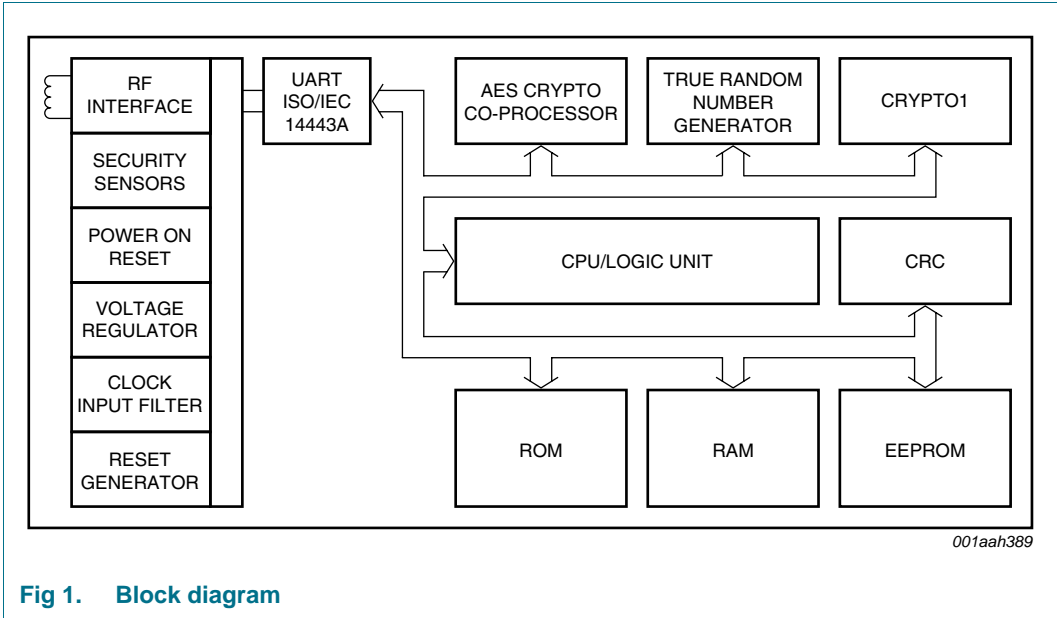 RF
INTERFACE
SECURITY
SENSORS
POWER ON
RESET
VOLTAGE
REGULATOR
CLOCK
INPUT FILTER
RESET
GENERATOR
UART
ISO/IEC
14443A
AES CRYPTO
CO-PROCESSOR
TRUE RANDOM
NUMBER
GENERATOR
CRYPTO1
CPU/LOGIC UNIT
CRC
ROM
RAM
EEPROM
001aah389
Fig 1. Block diagram